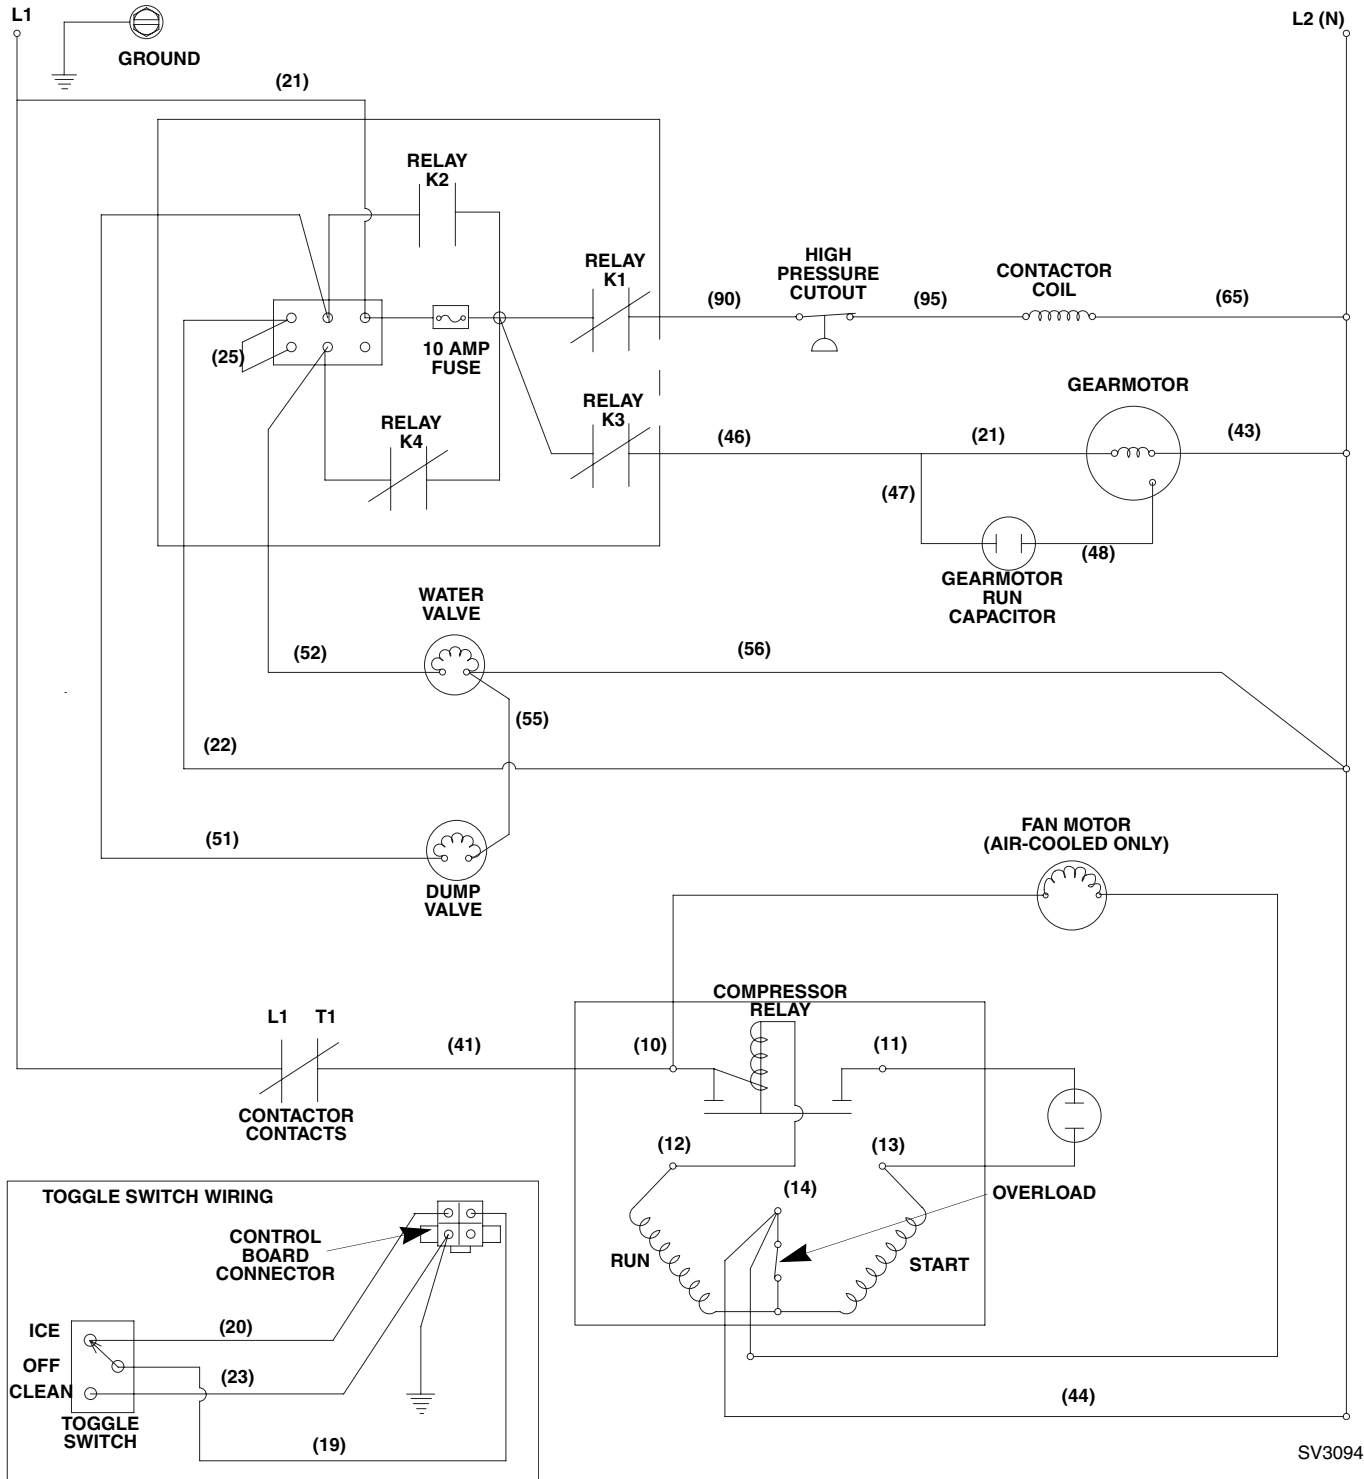 L1
L2 (N)
GROUND
(21)
RELAY
K2
RELAY
K1
(90)
HIGH
PRESSURE
CUTOUT
(95)
CONTACTOR
COIL
(65)
(25)
10 AMP
FUSE
GEARMOTOR
RELAY
K3
RELAY
K4
(46)
(21)
(43)
(47)
(48)
GEARMOTOR
RUN
CAPACITOR
WATER
VALVE
(52)
(56)
(55)
(22)
(51)
DUMP
VALVE
FAN MOTOR
(AIR-COOLED ONLY)
COMPRESSOR
RELAY
L1
T1
(41)
(10)
(11)
CONTACTOR
CONTACTS
(12)
(13)
(14)
OVERLOAD
RUN
START
TOGGLE SWITCH WIRING
CONTROL
BOARD
CONNECTOR
ICE
(20)
OFF
(23)
CLEAN
TOGGLE
SWITCH
(19)
(44)
SV3094